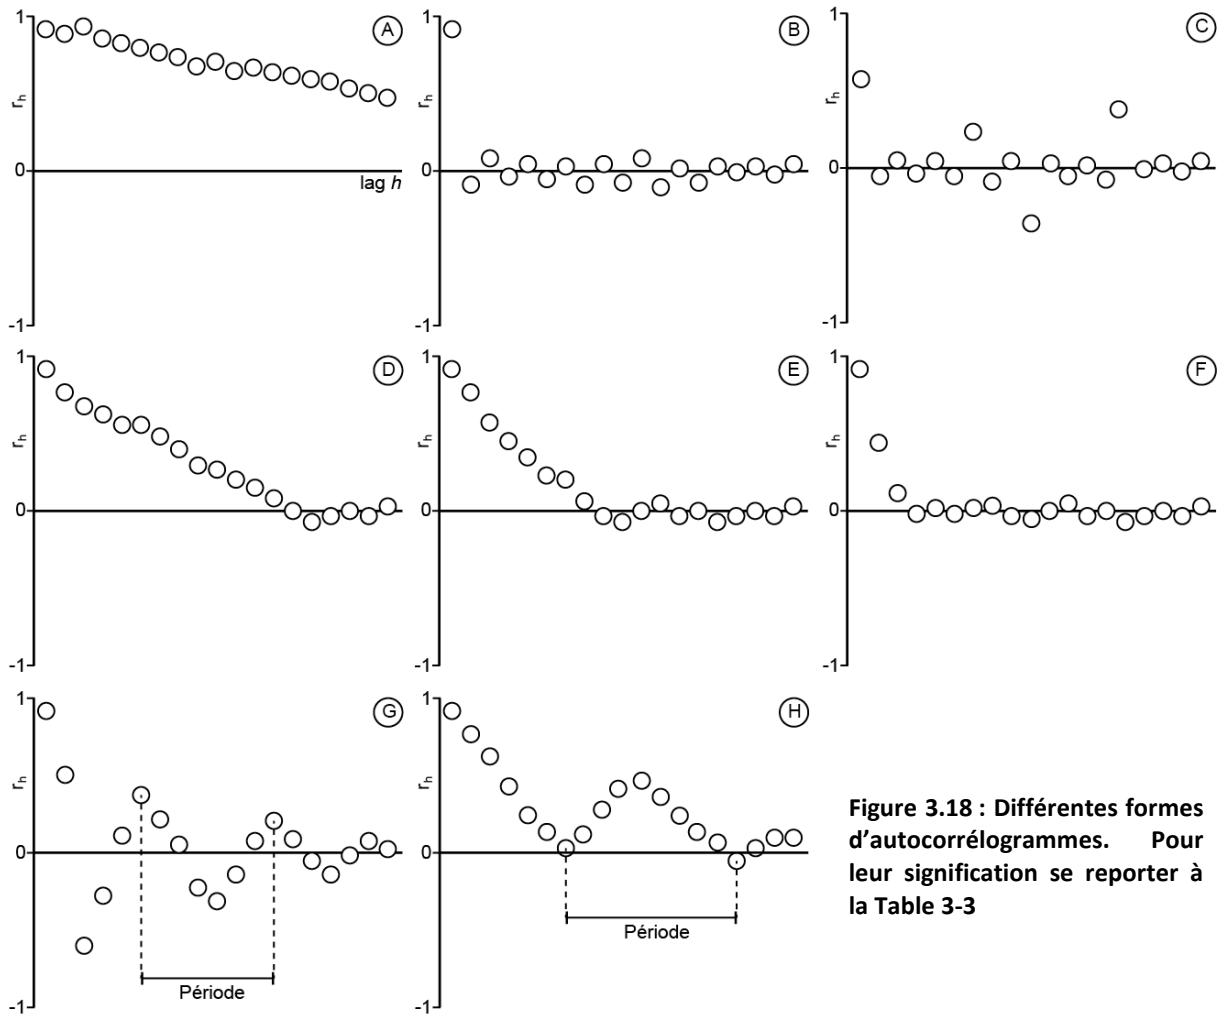 1
A
r_h
0
lag h
-1
1
B
r_h
0
-1
1
C
r_h
0
-1
1
D
r_h
0
-1
1
E
r_h
0
-1
1
F
r_h
0
-1
1
G
r_h
0
Période
-1
1
H
r_h
0
Période
-1
Figure 3.18 : Différentes formes
d'autocorrélogrammes. Pour
leur signification se reporter à
la Table 3-3